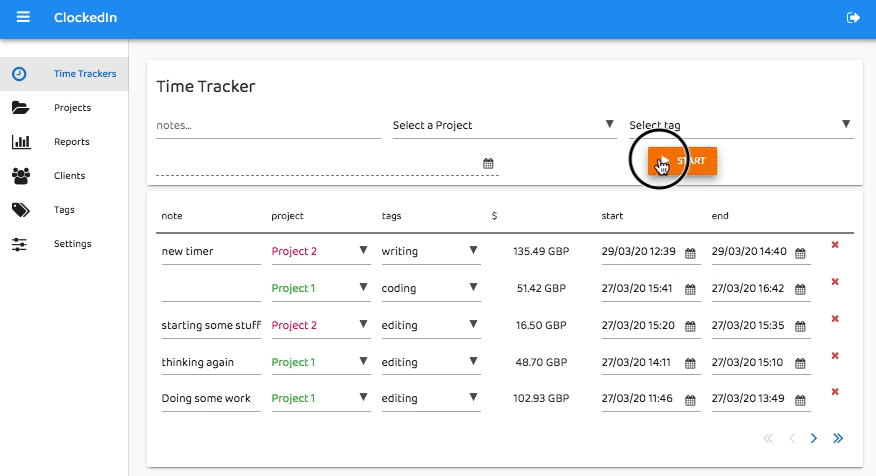 ClockedIn
Time Trackers
Projects
Reports
Clients
Tags
Settings
Time Tracker
notes... Select a Project Select tag
START
note project tags $ start end
new timer Project 2 writing 135.49 GBP 29/03/20 12:39 29/03/20 14:40
Project 1 coding 51.42 GBP 27/03/20 15:41 27/03/20 16:42
starting some stuff Project 2 editing 16.50 GBP 27/03/20 15:20 27/03/20 15:35
thinking again Project 1 editing 48.70 GBP 27/03/20 14:11 27/03/20 15:10
Doing some work Project 1 editing 102.93 GBP 27/03/20 11:46 27/03/20 13:49